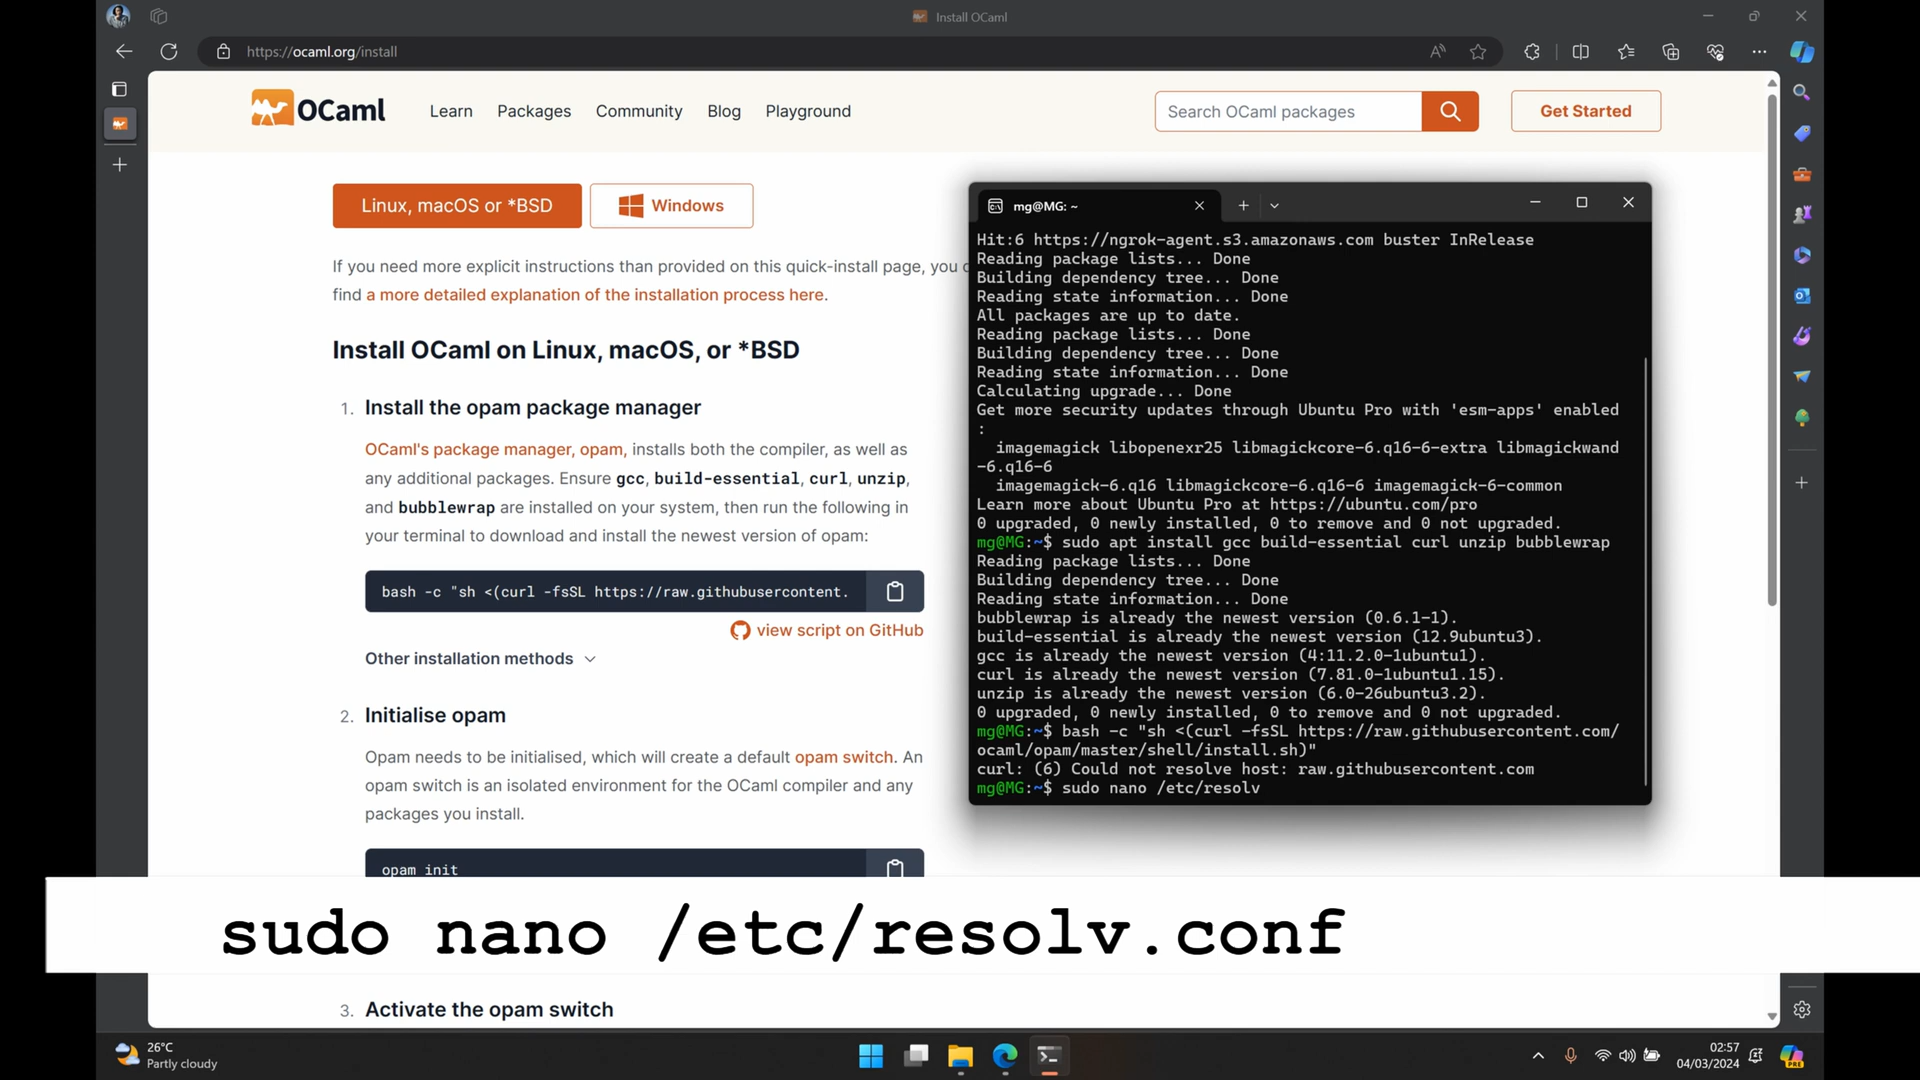 Install OCaml
https://ocaml.org/install
OCaml
Learn
Packages
Community
Blog
Playground
Search OCaml packages
Get Started
Linux, macOS or *BSD
Windows
If you need more explicit instructions than provided on this quick-install page, you
find a more detailed explanation of the installation process here.
Install OCaml on Linux, macOS, or *BSD
1. Install the opam package manager
OCaml's package manager, opam, installs both the compiler, as well as
any additional packages. Ensure gcc, build-essential, curl, unzip,
and bubblewrap are installed on your system, then run the following in
your terminal to download and install the newest version of opam:
bash -c "sh <(curl -fsSL https://raw.githubusercontent.
view script on GitHub
Other installation methods
2. Initialise opam
Opam needs to be initialised, which will create a default opam switch. An
opam switch is an isolated environment for the OCaml compiler and any
packages you install.
opam init
3. Activate the opam switch
mg@MG: ~
Hit:6 https://ngrok-agent.s3.amazonaws.com buster InRelease
Reading package lists... Done
Building dependency tree... Done
Reading state information... Done
All packages are up to date.
Reading package lists... Done
Building dependency tree... Done
Reading state information... Done
Calculating upgrade... Done
Get more security updates through Ubuntu Pro with 'esm-apps' enabled
:
imagemagick libopenexr25 libmagickcore-6.q16-6-extra libmagickwand
-6.q16-6
imagemagick-6.q16 libmagickcore-6.q16-6 imagemagick-6-common
Learn more about Ubuntu Pro at https://ubuntu.com/pro
0 upgraded, 0 newly installed, 0 to remove and 0 not upgraded.
mg@MG:~$ sudo apt install gcc build-essential curl unzip bubblewrap
Reading package lists... Done
Building dependency tree... Done
Reading state information... Done
bubblewrap is already the newest version (0.6.1-1).
build-essential is already the newest version (12.9ubuntu3).
gcc is already the newest version (4:11.2.0-1ubuntu1).
curl is already the newest version (7.81.0-1ubuntu1.15).
unzip is already the newest version (6.0-26ubuntu3.2).
0 upgraded, 0 newly installed, 0 to remove and 0 not upgraded.
mg@MG:~$ bash -c "sh <(curl -fsSL https://raw.githubusercontent.com/
ocaml/opam/master/shell/install.sh)"
curl: (6) Could not resolve host: raw.githubusercontent.com
mg@MG:~$ sudo nano /etc/resolv
sudo nano /etc/resolv.conf
26°C
Partly cloudy
02:57
04/03/2024
PRE